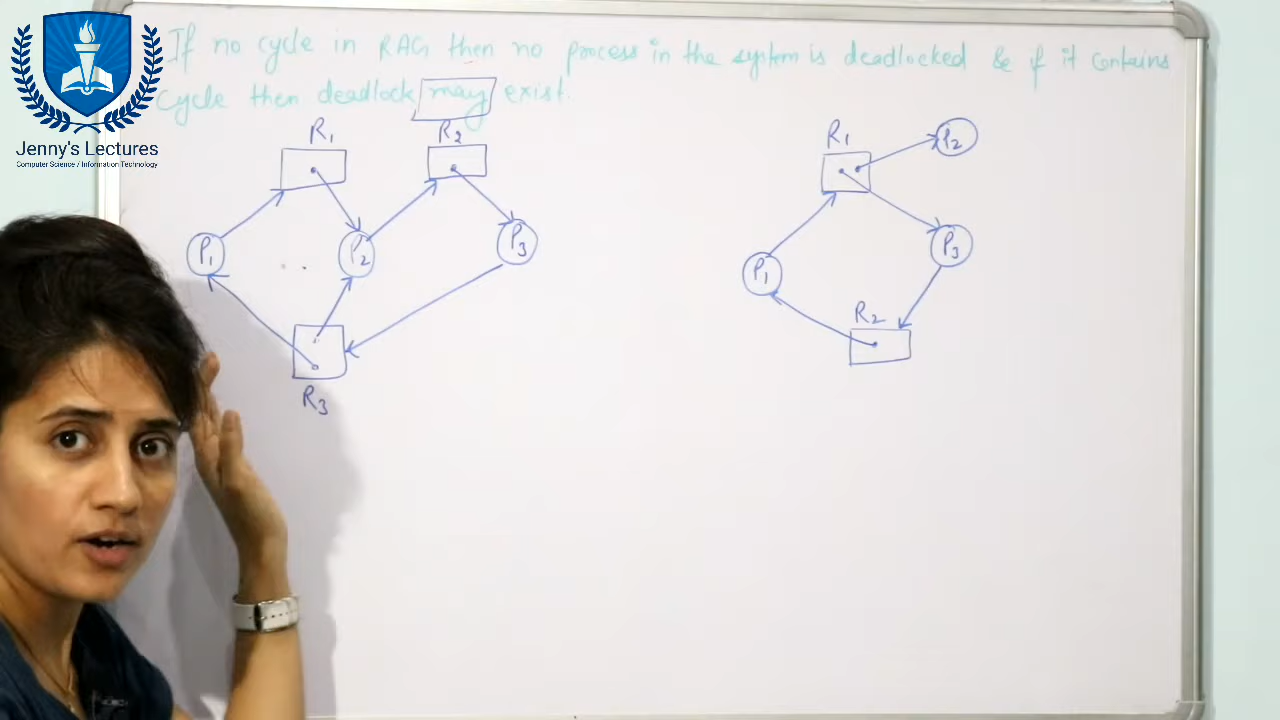 If no cycle in RAG then no process in the system is deadlocked & if it contains
cycle then deadlock may exist.
Jenny's Lectures
Computer Science / Information Technology
R1
R2
P1
P2
P3
R3
R1
P2
P1
P3
R2